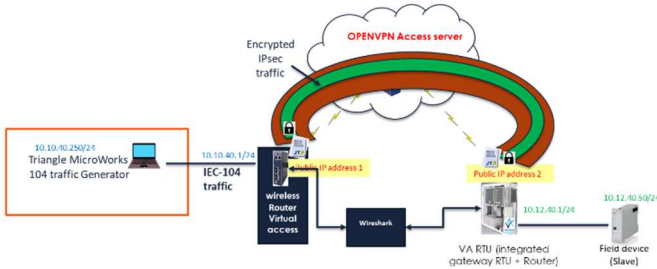 OPENVPN Access server
Encrypted
IPsec
traffic
10.10.40.250/24
Triangle MicroWorks
104 traffic Generator
10.10.40.1/24
IEC-104
traffic
Public IP address 1
wireless
Router
Virtual
access
Wireshark
Public IP address 2
10.12.40.1/24
10.12.40.50/24
VA RTU (integrated
gateway RTU + Router)
Field device
(Slave)